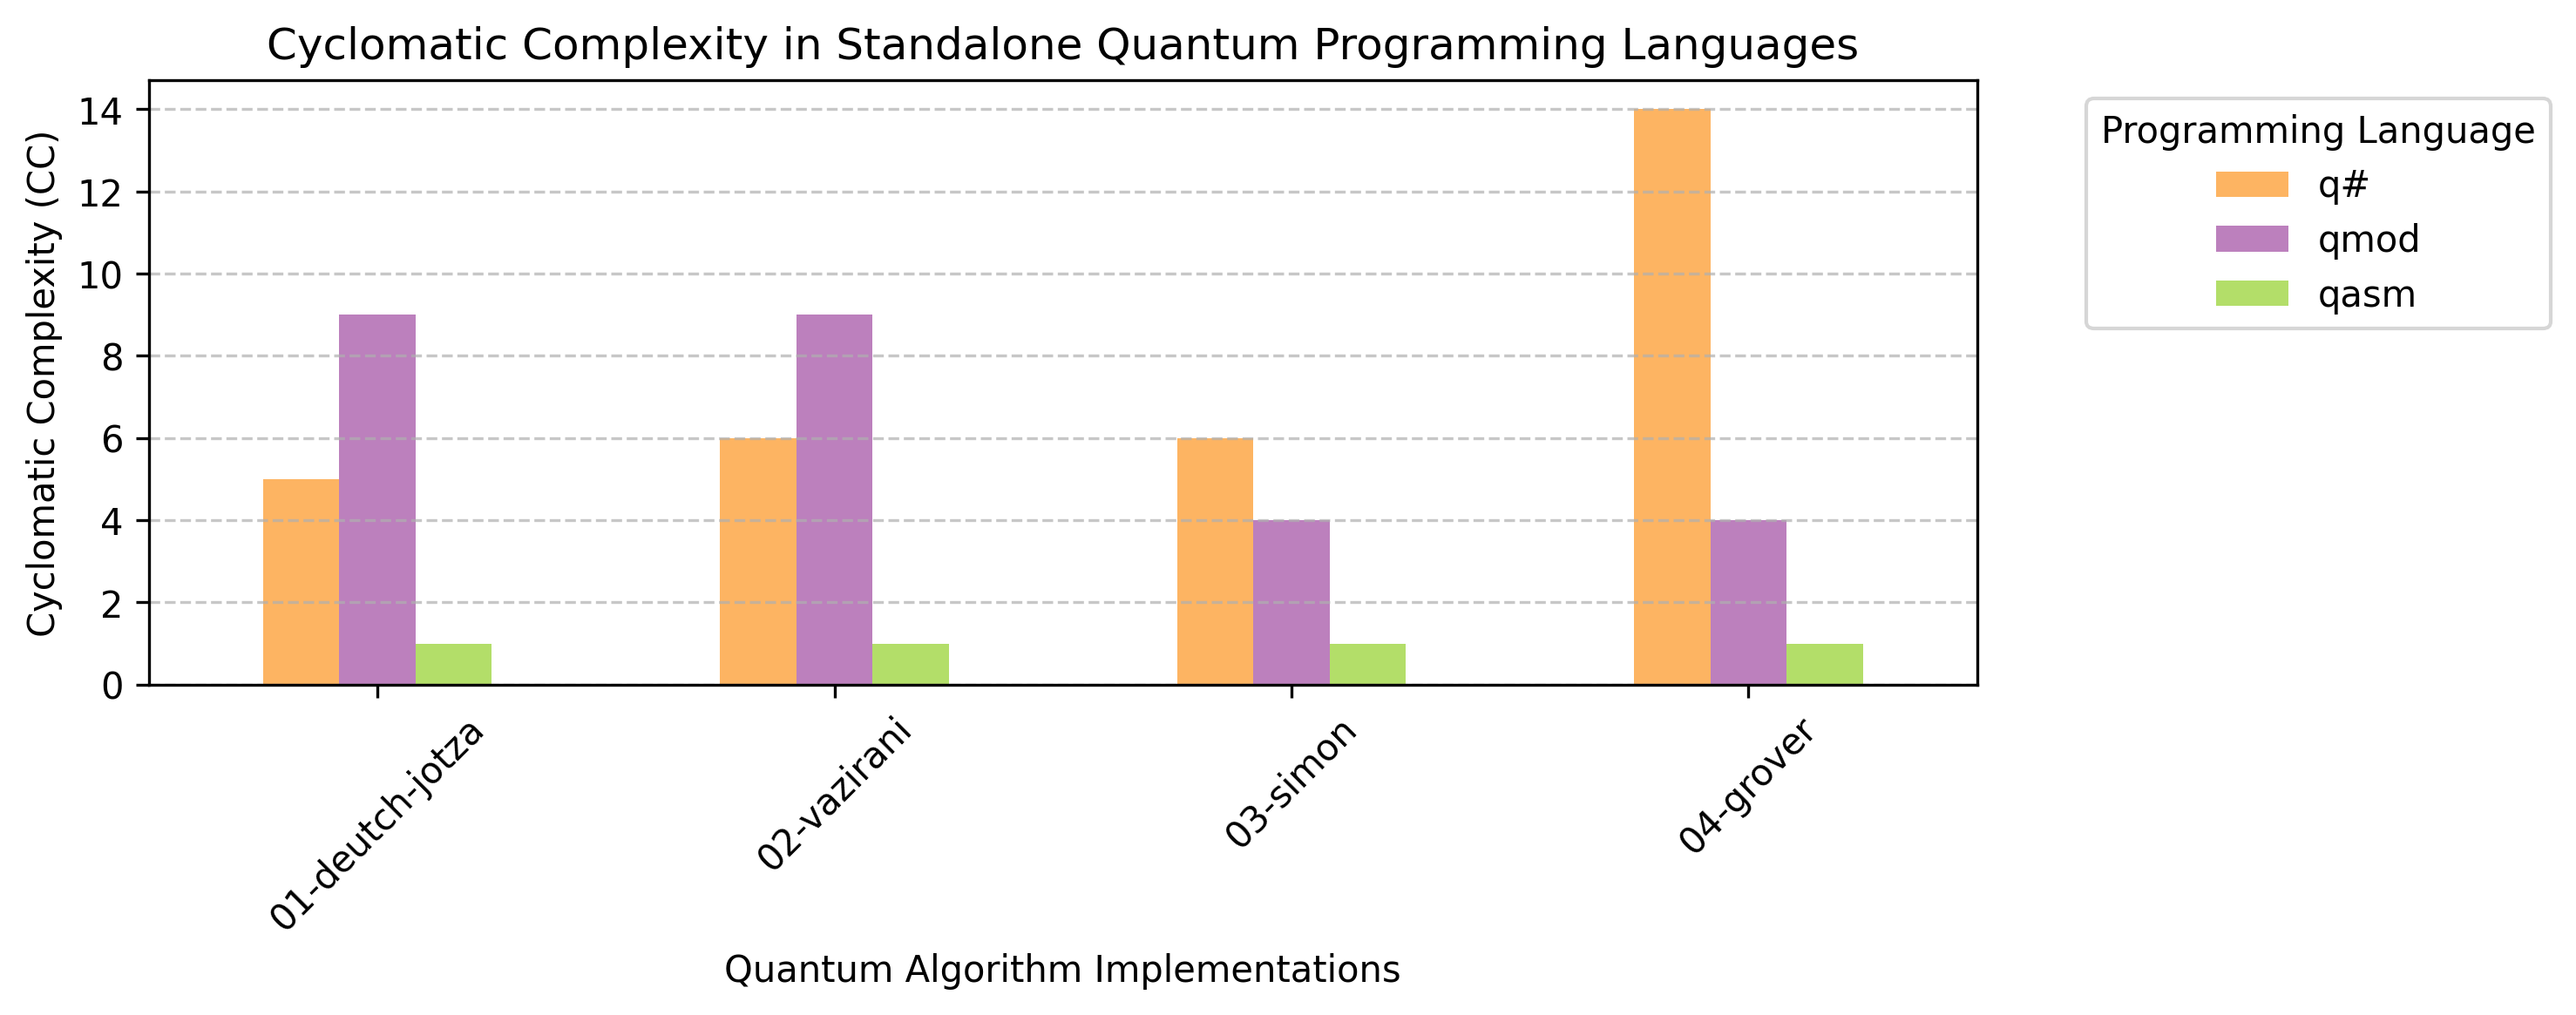 Cyclomatic Complexity in Standalone Quantum Programming Languages
Cyclomatic Complexity (CC)
14
12
10
8
6
4
2
0
01-deutch-jotza
02-vazirani
03-simon
04-grover
Quantum Algorithm Implementations
Programming Language
q#
qmod
qasm